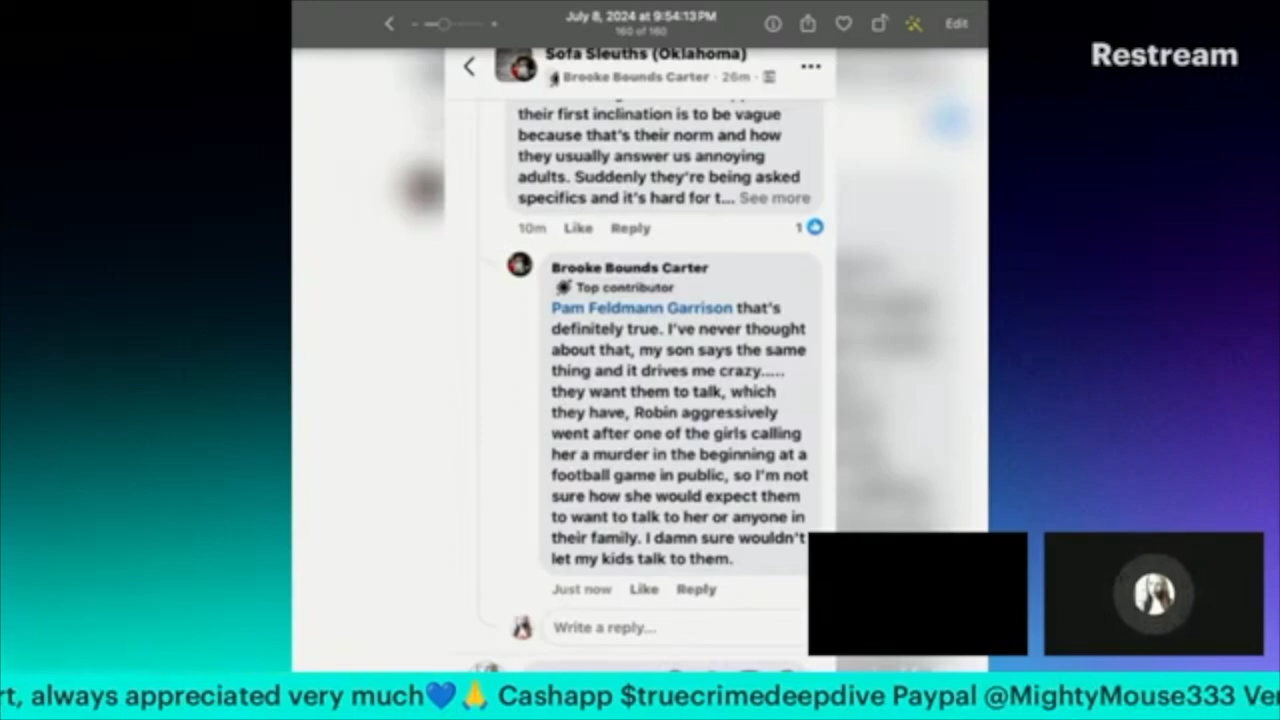 July 8, 2024 at 9:54:13 PM
160 of 160
Edit
Restream
Sofa Sleuths (Oklahoma)
Brooke Bounds Carter · 26m ·
their first inclination is to be vague
because that's their norm and how
they usually answer us annoying
adults. Suddenly they're being asked
specifics and it's hard for t... See more
10m Like Reply 1
Brooke Bounds Carter
Top contributor
Pam Feldmann Garrison that's
definitely true. I've never thought
about that, my son says the same
thing and it drives me crazy.....
they want them to talk, which
they have, Robin aggressively
went after one of the girls calling
her a murder in the beginning at a
football game in public, so I'm not
sure how she would expect them
to want to talk to her or anyone in
their family. I damn sure wouldn't
let my kids talk to them.
Just now Like Reply
Write a reply...
rt, always appreciated very much💙🙏 Cashapp $truecrimedeepdive Paypal @MightyMouse333 Ve